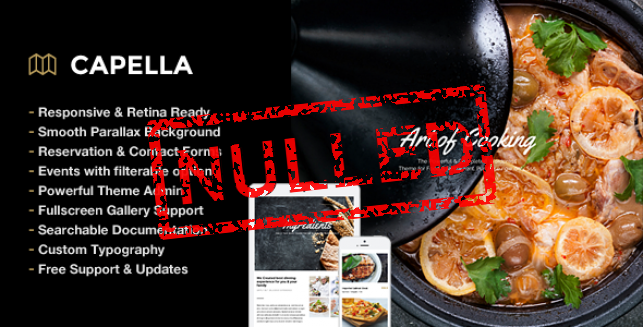 CAPELLA
- Responsive & Retina Ready
- Smooth Parallax Background
- Reservation & Contact Form
- Events with filterable option
- Powerful Theme Admin
- Fullscreen Gallery Support
- Searchable Documentation
- Custom Typography
- Free Support & Updates
NULLED
Art of Cooking
Ingredients